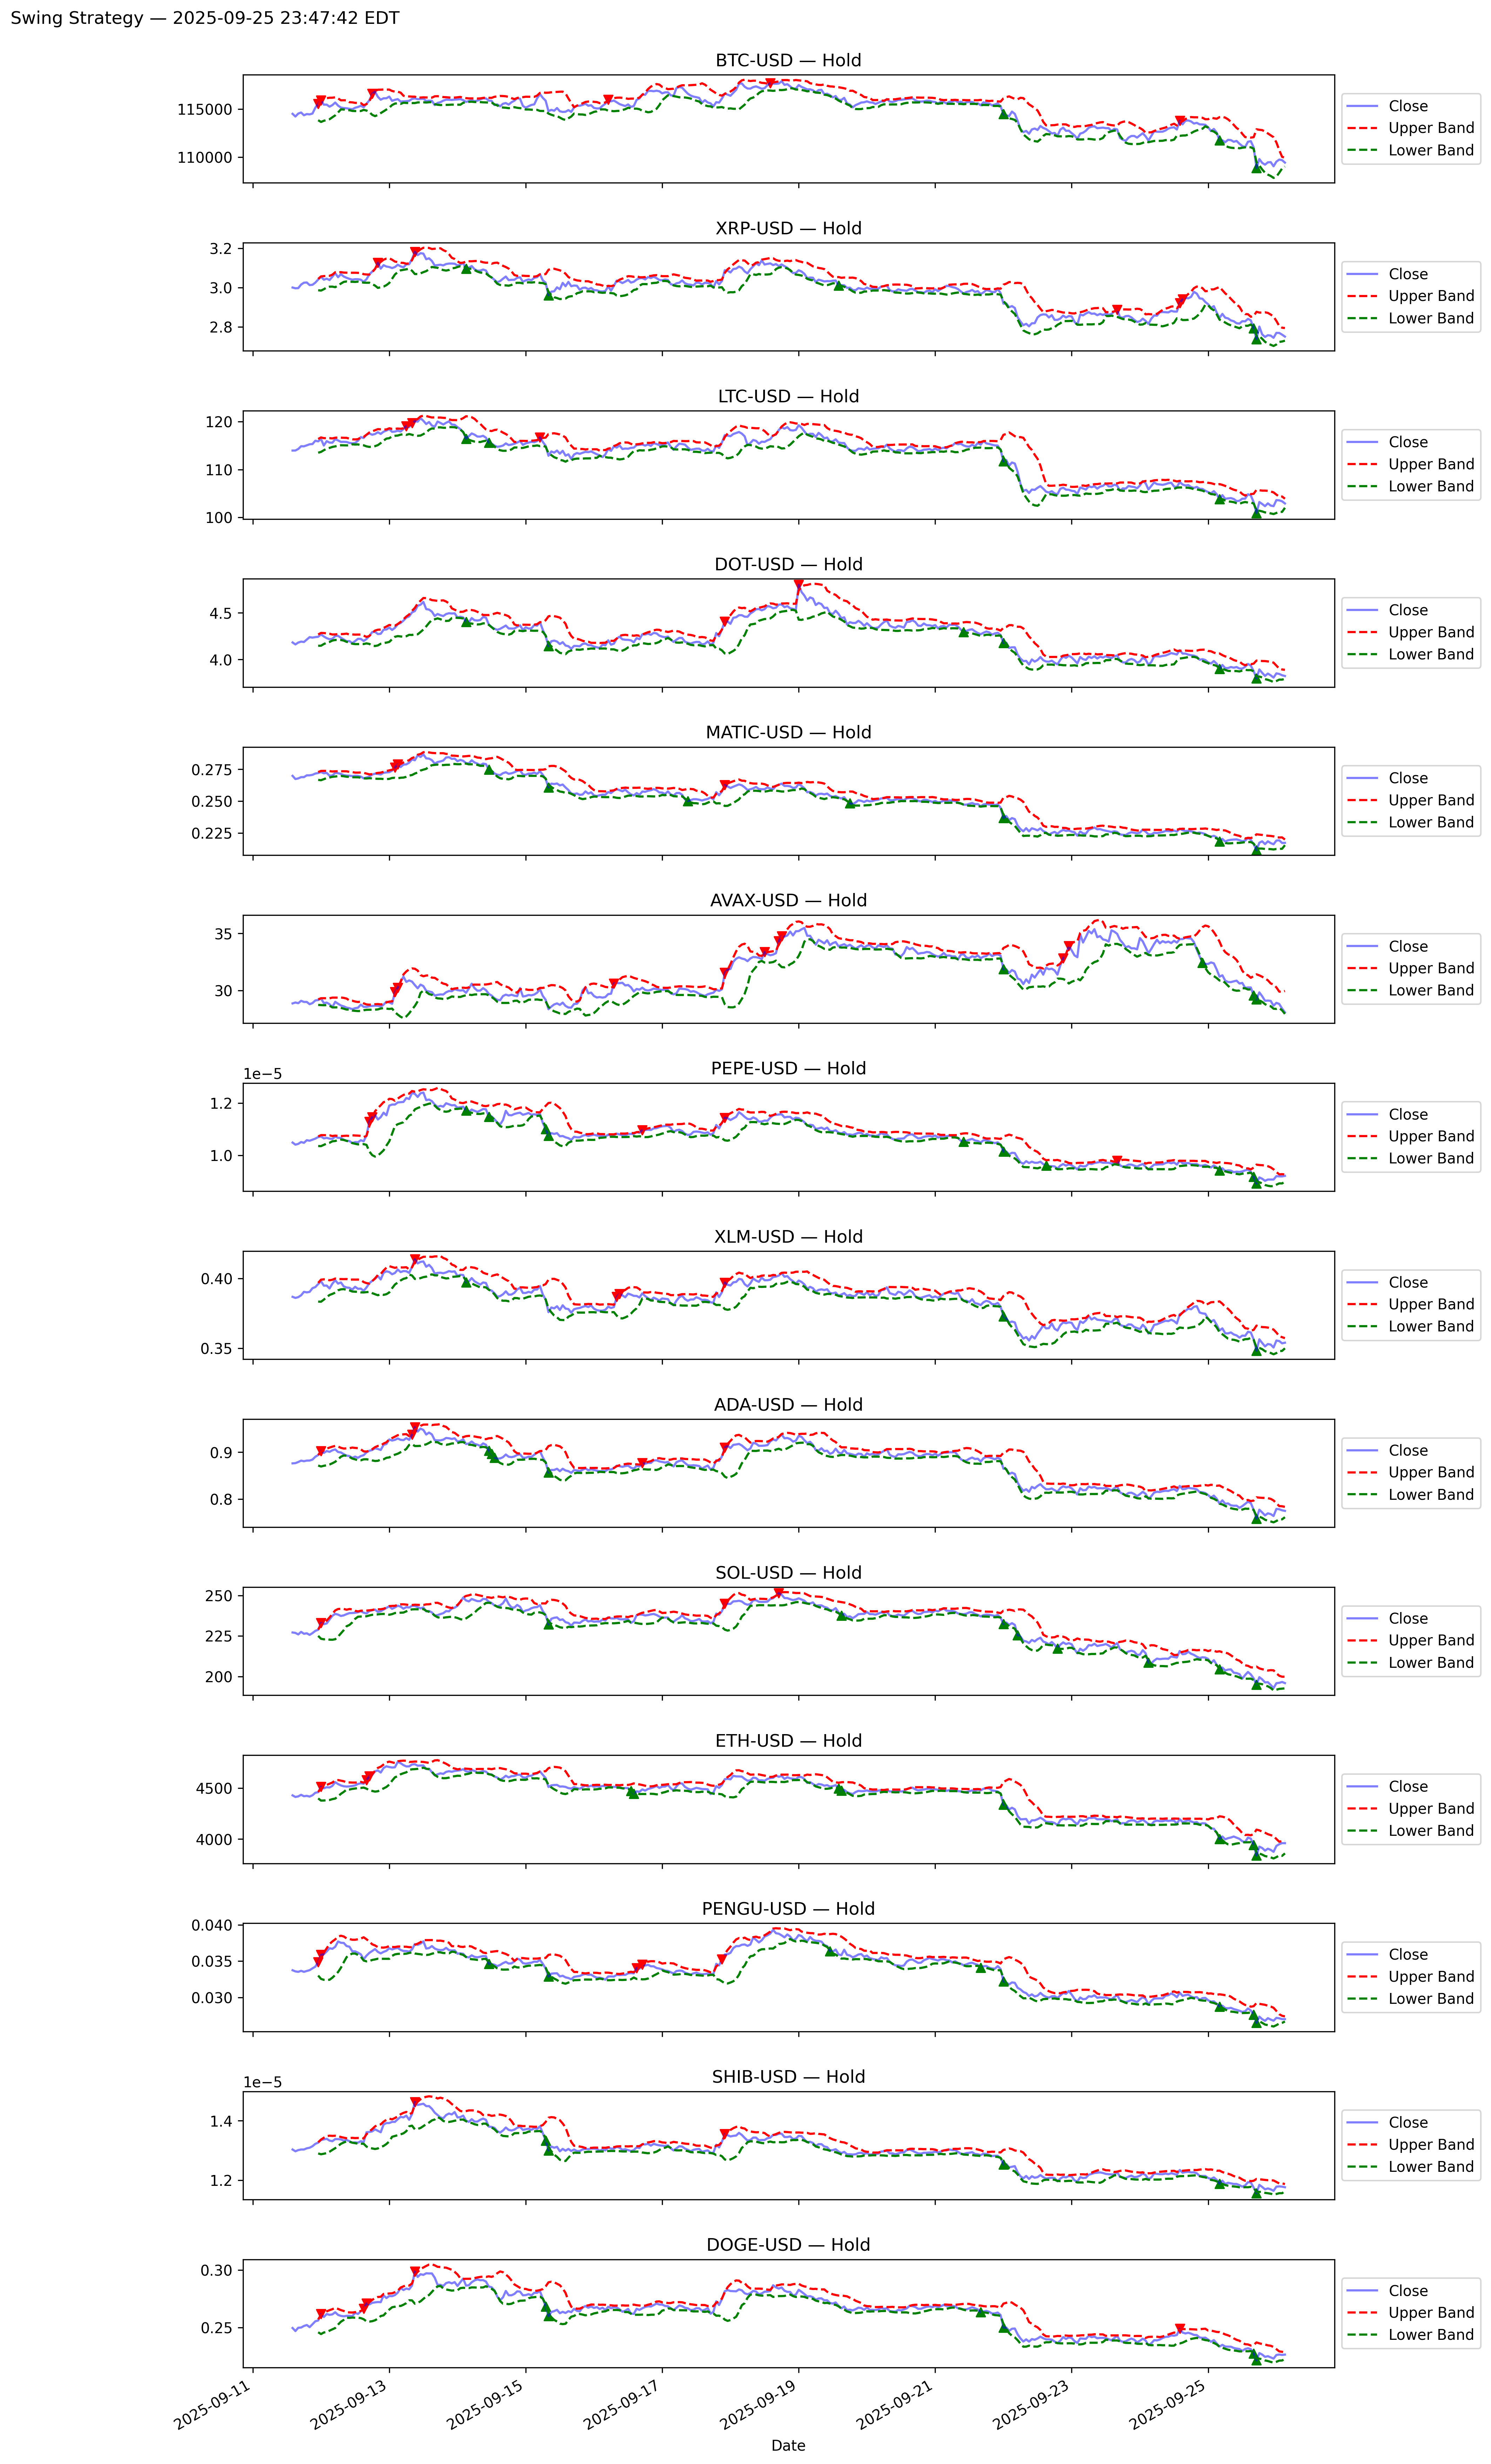 Swing Strategy — 2025-09-25 23:47:42 EDT
BTC-USD — Hold
115000
110000
Close
Upper Band
Lower Band
XRP-USD — Hold
3.2
3.0
2.8
Close
Upper Band
Lower Band
LTC-USD — Hold
120
110
100
Close
Upper Band
Lower Band
DOT-USD — Hold
4.5
4.0
Close
Upper Band
Lower Band
MATIC-USD — Hold
0.275
0.250
0.225
Close
Upper Band
Lower Band
AVAX-USD — Hold
35
30
Close
Upper Band
Lower Band
PEPE-USD — Hold
1e−5
1.2
1.0
Close
Upper Band
Lower Band
XLM-USD — Hold
0.40
0.35
Close
Upper Band
Lower Band
ADA-USD — Hold
0.9
0.8
Close
Upper Band
Lower Band
SOL-USD — Hold
250
225
200
Close
Upper Band
Lower Band
ETH-USD — Hold
4500
4000
Close
Upper Band
Lower Band
PENGU-USD — Hold
0.040
0.035
0.030
Close
Upper Band
Lower Band
SHIB-USD — Hold
1e−5
1.4
1.2
Close
Upper Band
Lower Band
DOGE-USD — Hold
0.30
0.25
Close
Upper Band
Lower Band
2025-09-11
2025-09-13
2025-09-15
2025-09-17
2025-09-19
2025-09-21
2025-09-23
2025-09-25
Date